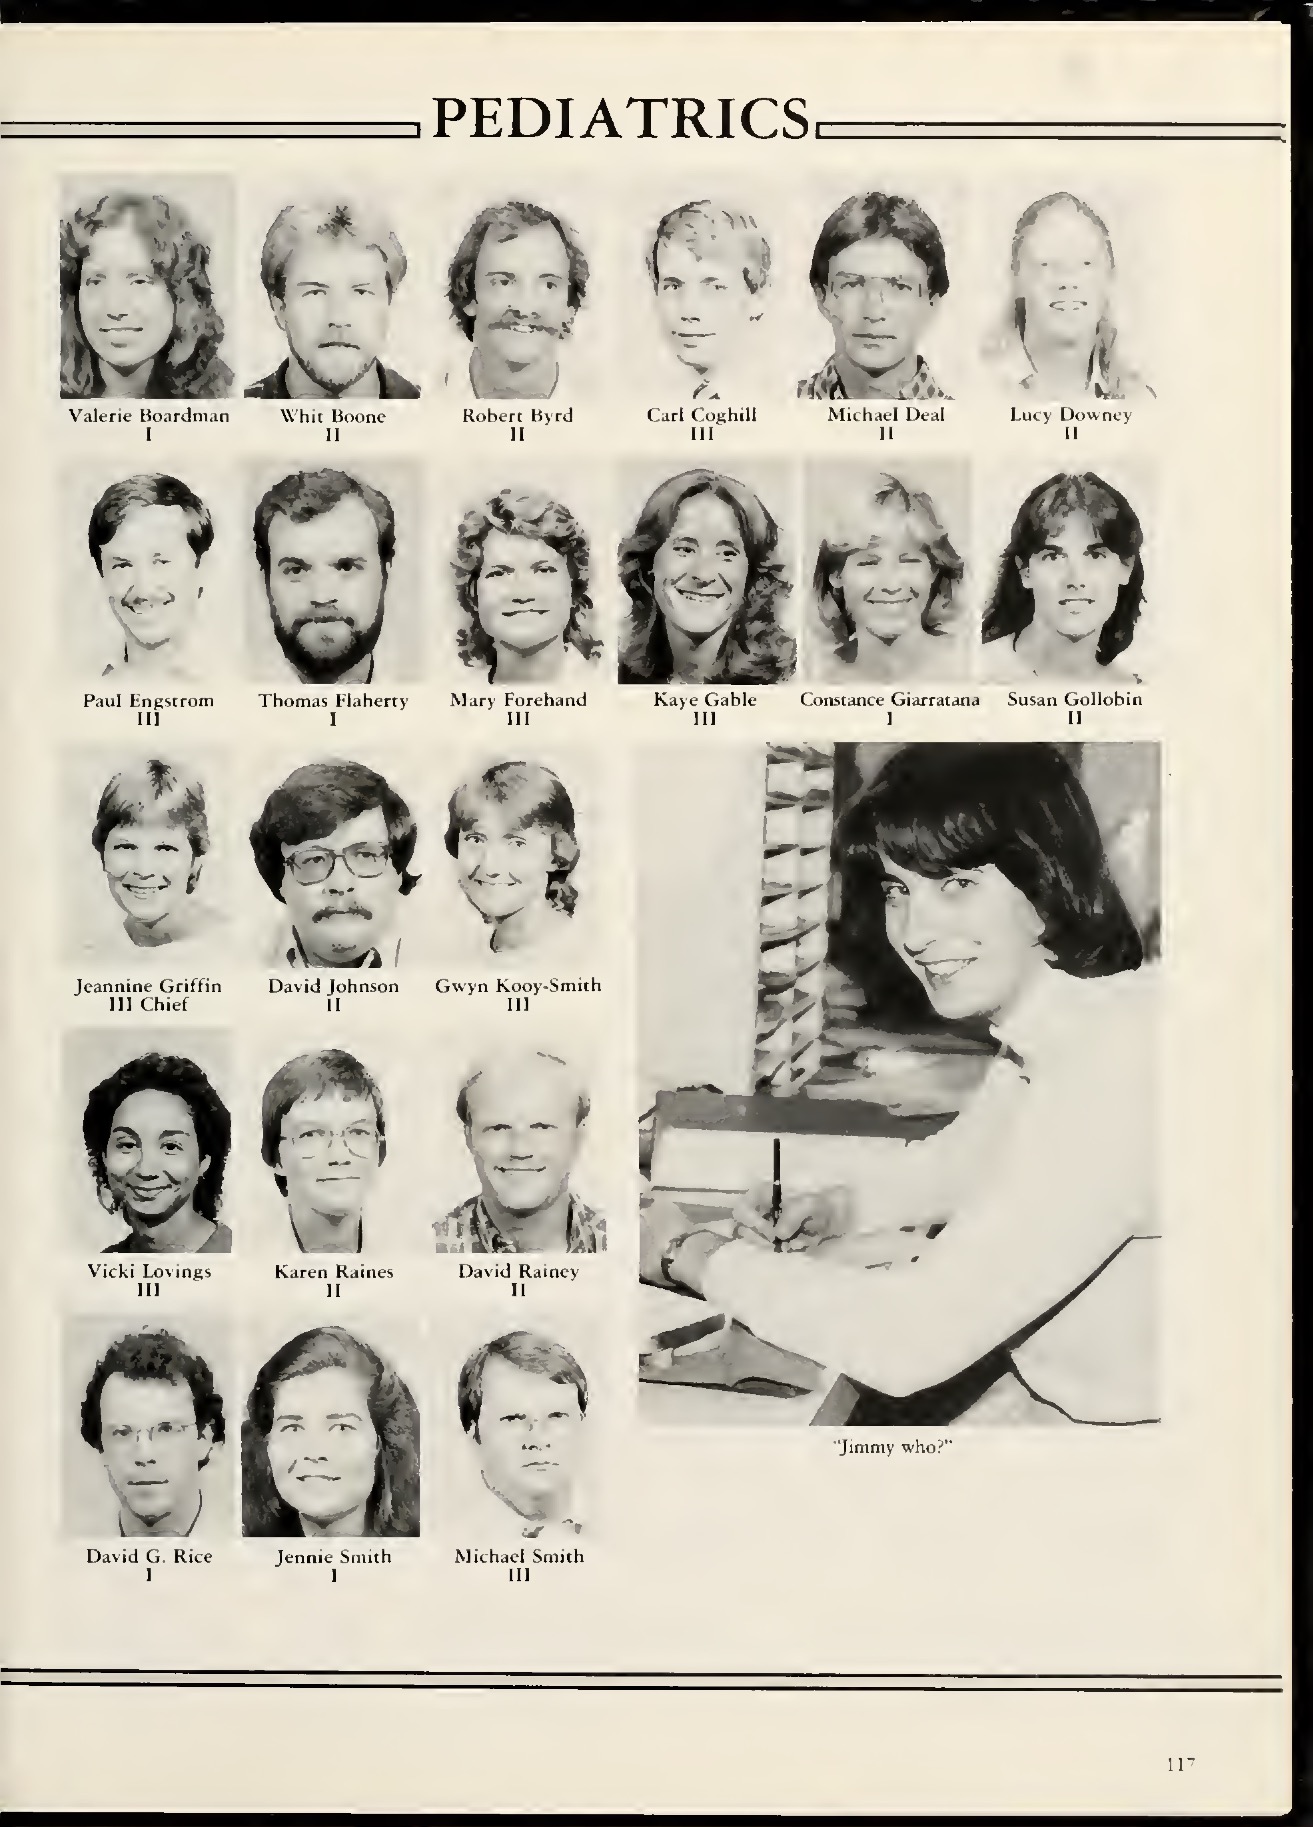 PEDIATRICS
Valerie Boardman
I
Whit Boone
II
Robert Byrd
II
Carl Coghill
III
Michael Deal
II
Lucy Downey
II
Paul Engstrom
III
Thomas Flaherty
I
Mary Forehand
III
Kaye Gable
III
Constance Giarratana
I
Susan Gollobin
II
Jeannine Griffin
III Chief
David Johnson
II
Gwyn Kooy-Smith
III
Vicki Lovings
III
Karen Raines
II
David Rainey
II
"Jimmy who?"
David G. Rice
I
Jennie Smith
I
Michael Smith
III
117